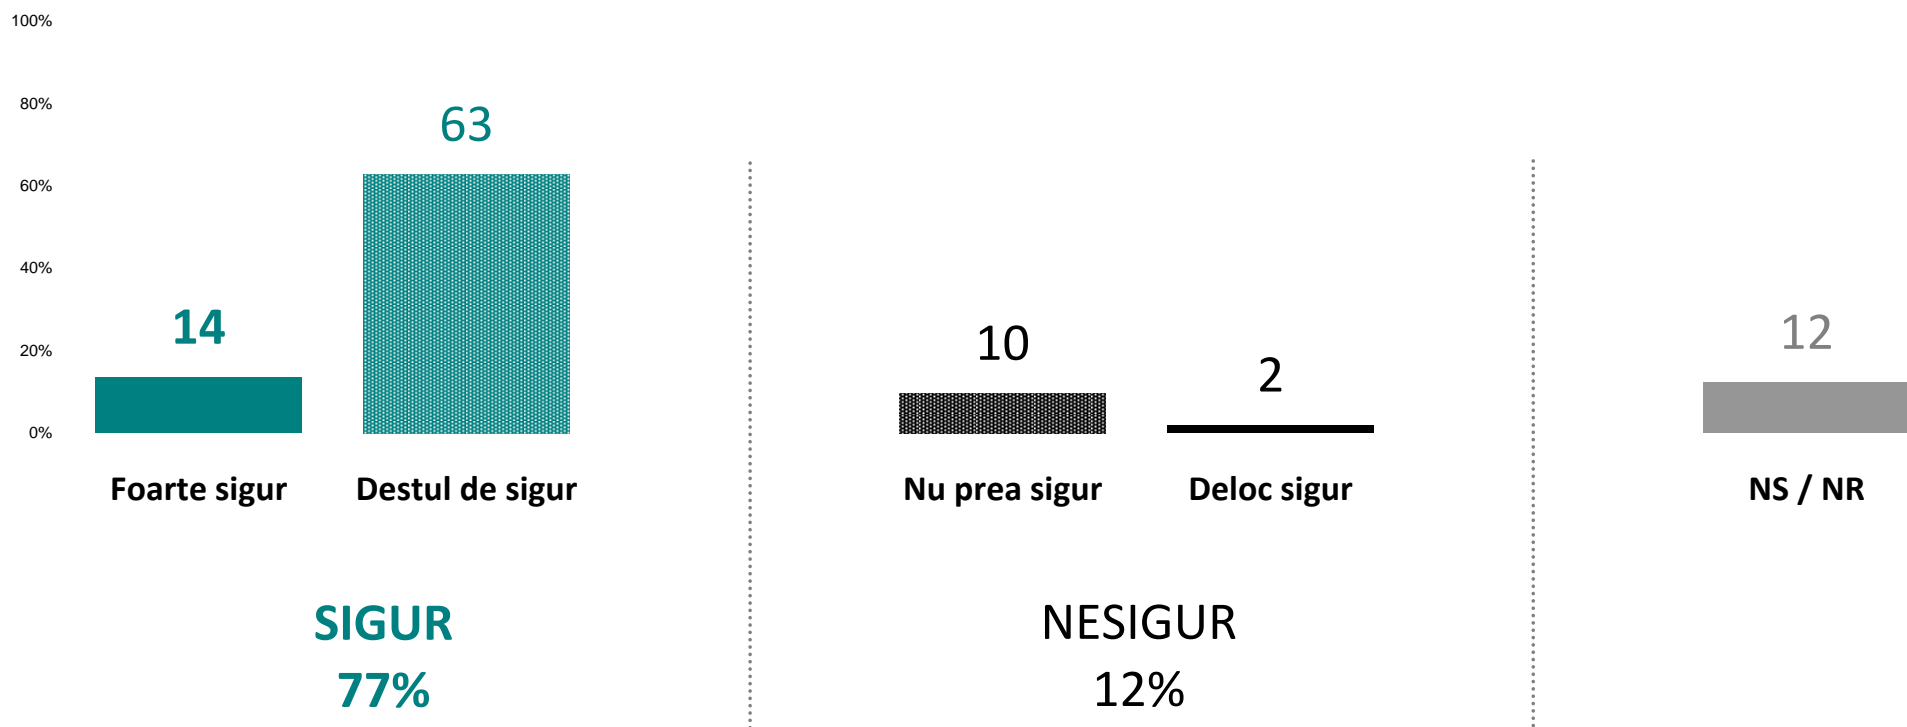 100%
80%
60%
40%
20%
0%
14
63
10
2
12
Foarte sigur
Destul de sigur
Nu prea sigur
Deloc sigur
NS / NR
SIGUR
77%
NESIGUR
12%